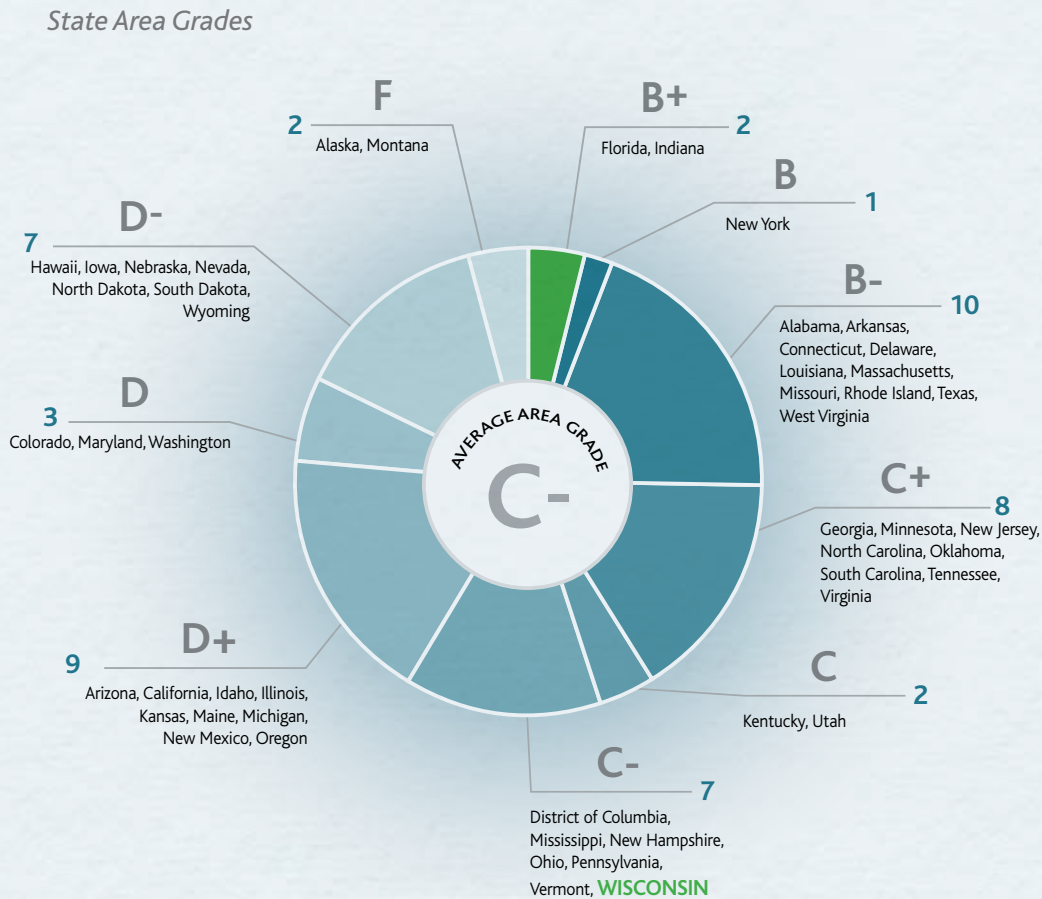 State Area Grades
F
2
Alaska, Montana
B+
2
Florida, Indiana
B
1
New York
B-
10
Alabama, Arkansas,
Connecticut, Delaware,
Louisiana, Massachusetts,
Missouri, Rhode Island, Texas,
West Virginia
C+
8
Georgia, Minnesota, New Jersey,
North Carolina, Oklahoma,
South Carolina, Tennessee,
Virginia
C
2
Kentucky, Utah
C-
7
District of Columbia,
Mississippi, New Hampshire,
Ohio, Pennsylvania,
Vermont, WISCONSIN
D+
9
Arizona, California, Idaho, Illinois,
Kansas, Maine, Michigan,
New Mexico, Oregon
D
3
Colorado, Maryland, Washington
D-
7
Hawaii, Iowa, Nebraska, Nevada,
North Dakota, South Dakota,
Wyoming
AVERAGE AREA GRADE
C-